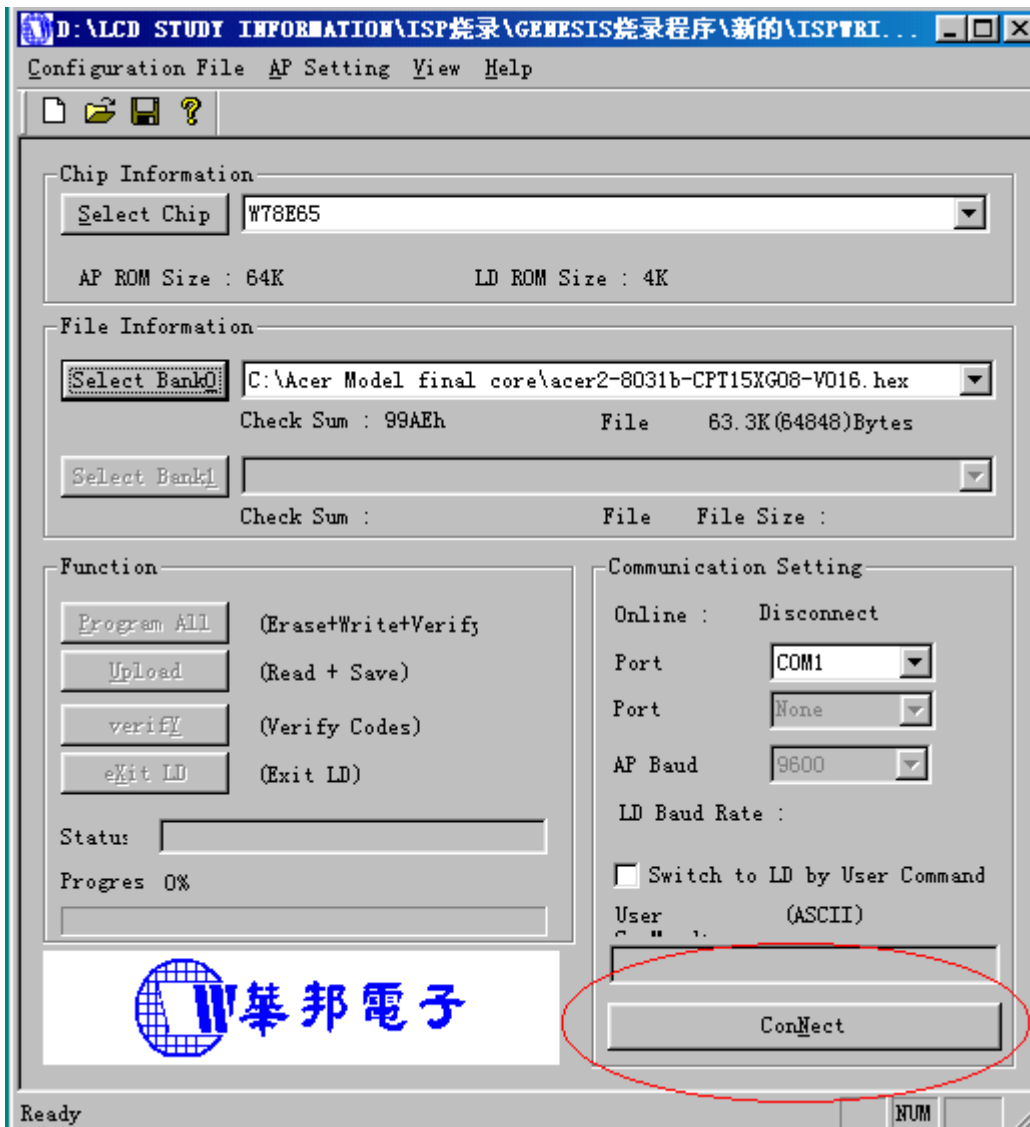 D:\LCD STUDY INFORMATION\ISP烧录\GENESIS烧录程序\新的\ISPWRI...
Configuration File AP Setting View Help
Chip Information
Select Chip W78E65
AP ROM Size : 64K LD ROM Size : 4K
File Information
Select Bank0 C:\Acer Model final core\acer2-8031b-CPT15XG08-V016.hex
Check Sum : 99AEh File 63.3K(64848)Bytes
Select Bank1
Check Sum : File File Size :
Function
Program All (Erase+Write+Verify
Upload (Read + Save)
verifY (Verify Codes)
eXit LD (Exit LD)
Status
Progres 0%
Communication Setting
Online : Disconnect
Port COM1
Port None
AP Baud 9600
LD Baud Rate :
Switch to LD by User Command
User (ASCII)
ConNect
W華邦電子
Ready NUM